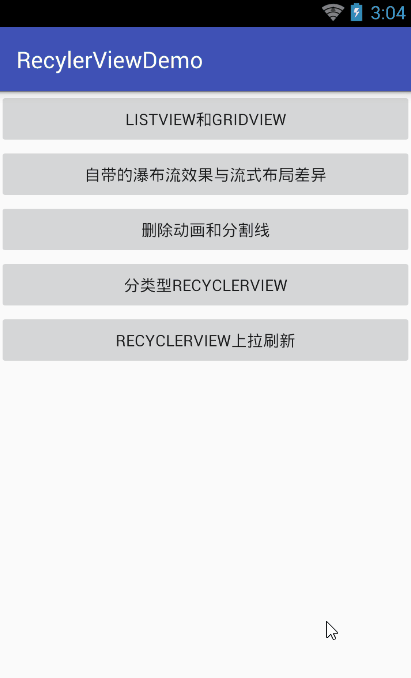 3:04
RecylerViewDemo
LISTVIEW和GRIDVIEW
自带的瀑布流效果与流式布局差异
删除动画和分割线
分类型RECYCLERVIEW
RECYCLERVIEW上拉刷新